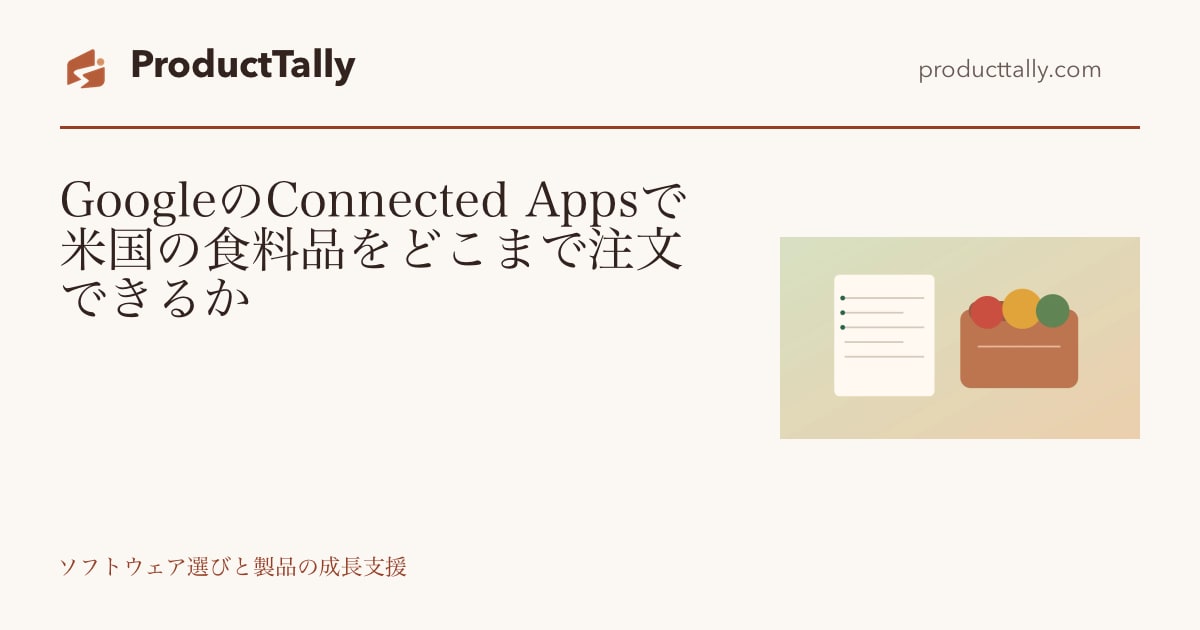 ProductTally
producttally.com
GoogleのConnected Appsで
米国の食料品をどこまで注文
できるか
ソフトウェア選びと製品の成長支援